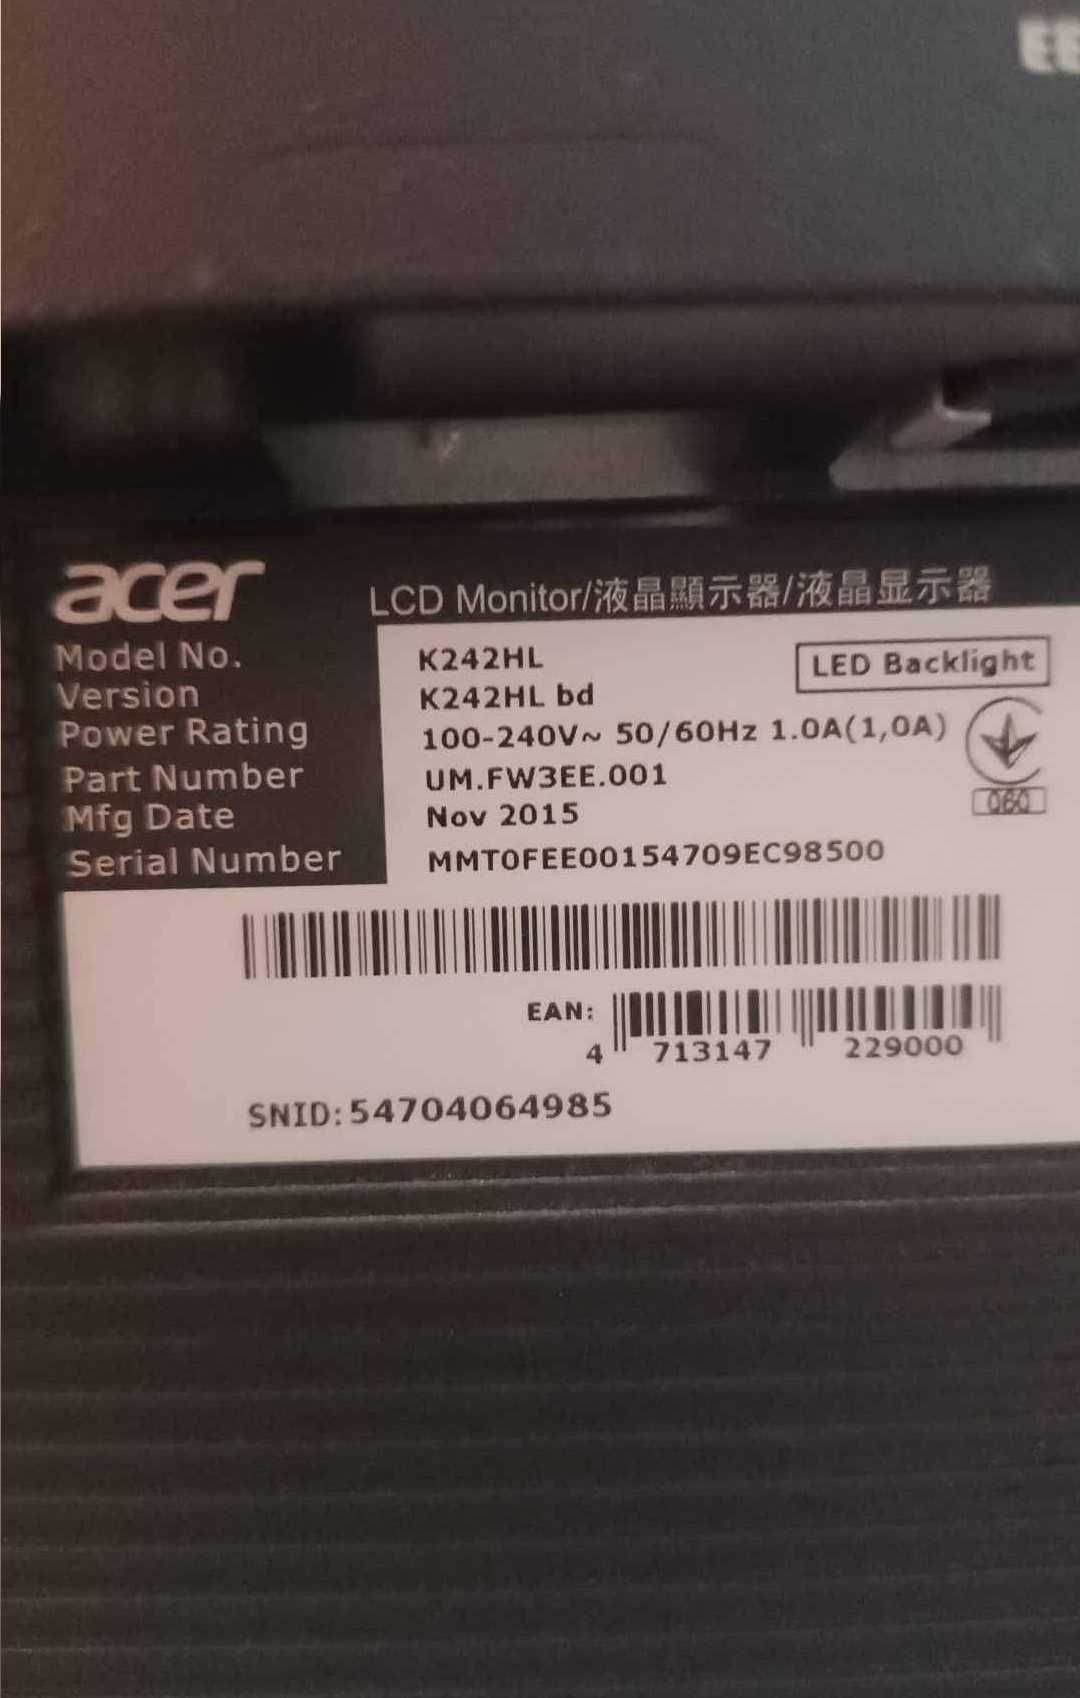 EE
acer LCD Monitor/液晶顯示器/液晶显示器
Model No. K242HL LED Backlight
Version K242HL bd
Power Rating 100-240V~ 50/60Hz 1.0A(1,0A)
Part Number UM.FW3EE.001
060
Mfg Date Nov 2015
Serial Number MMT0FEE00154709EC98500
EAN:
4 713147 229000
SNID:54704064985